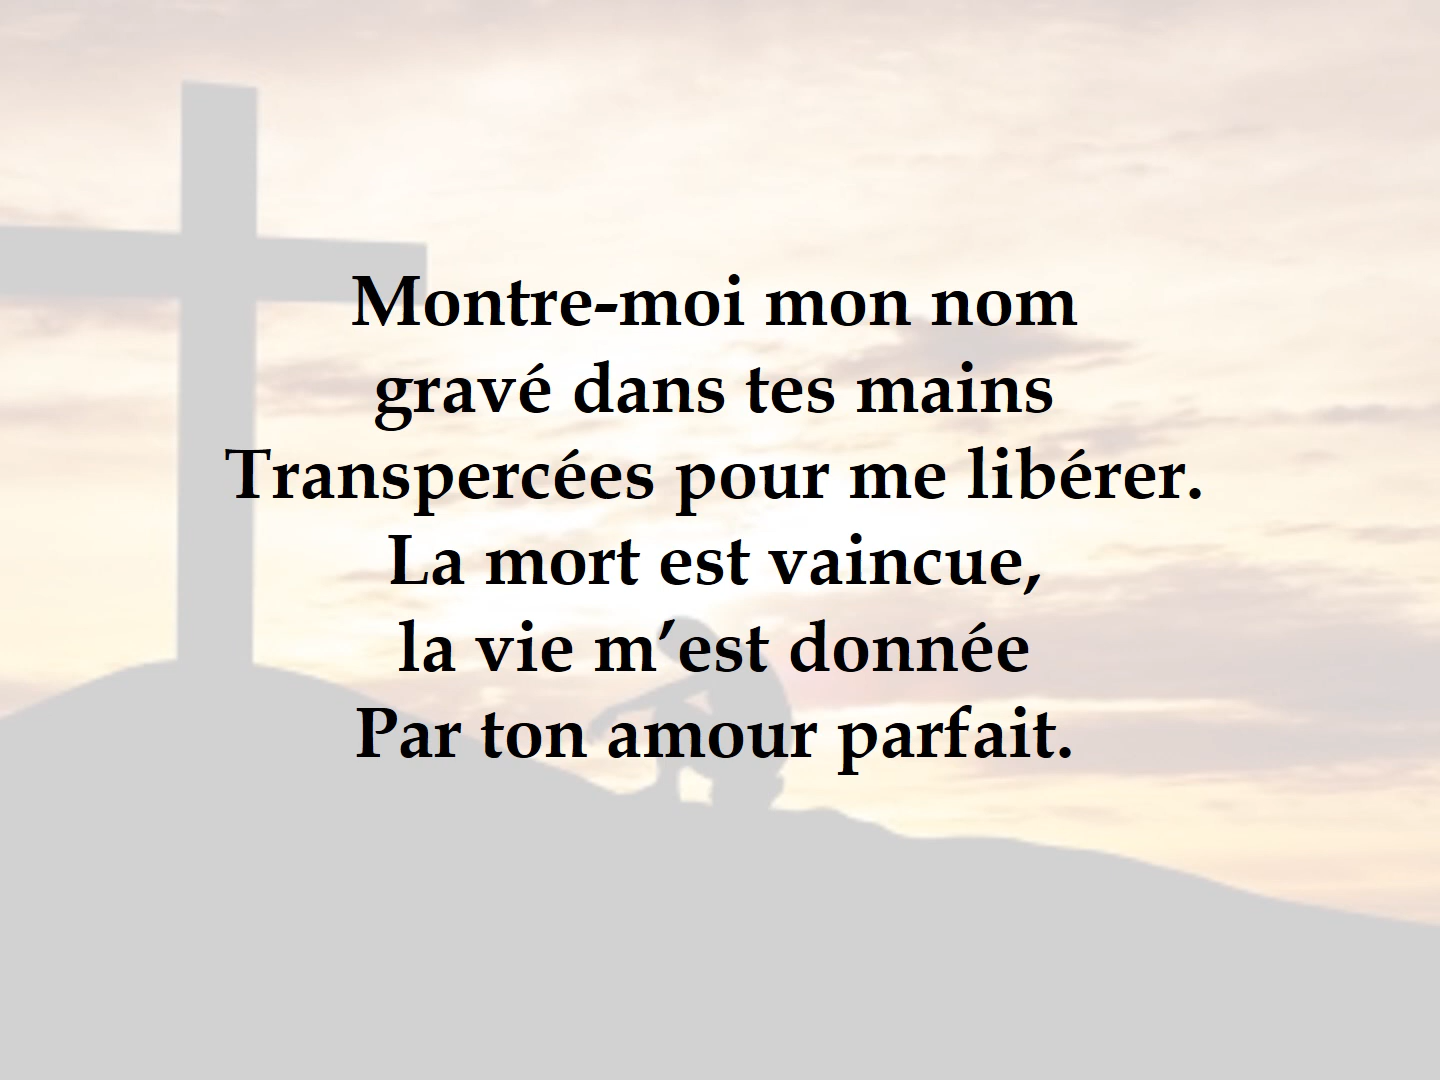 Montre-moi mon nom
gravé dans tes mains
Transpercées pour me libérer.
La mort est vaincue,
la vie m’est donnée
Par ton amour parfait.